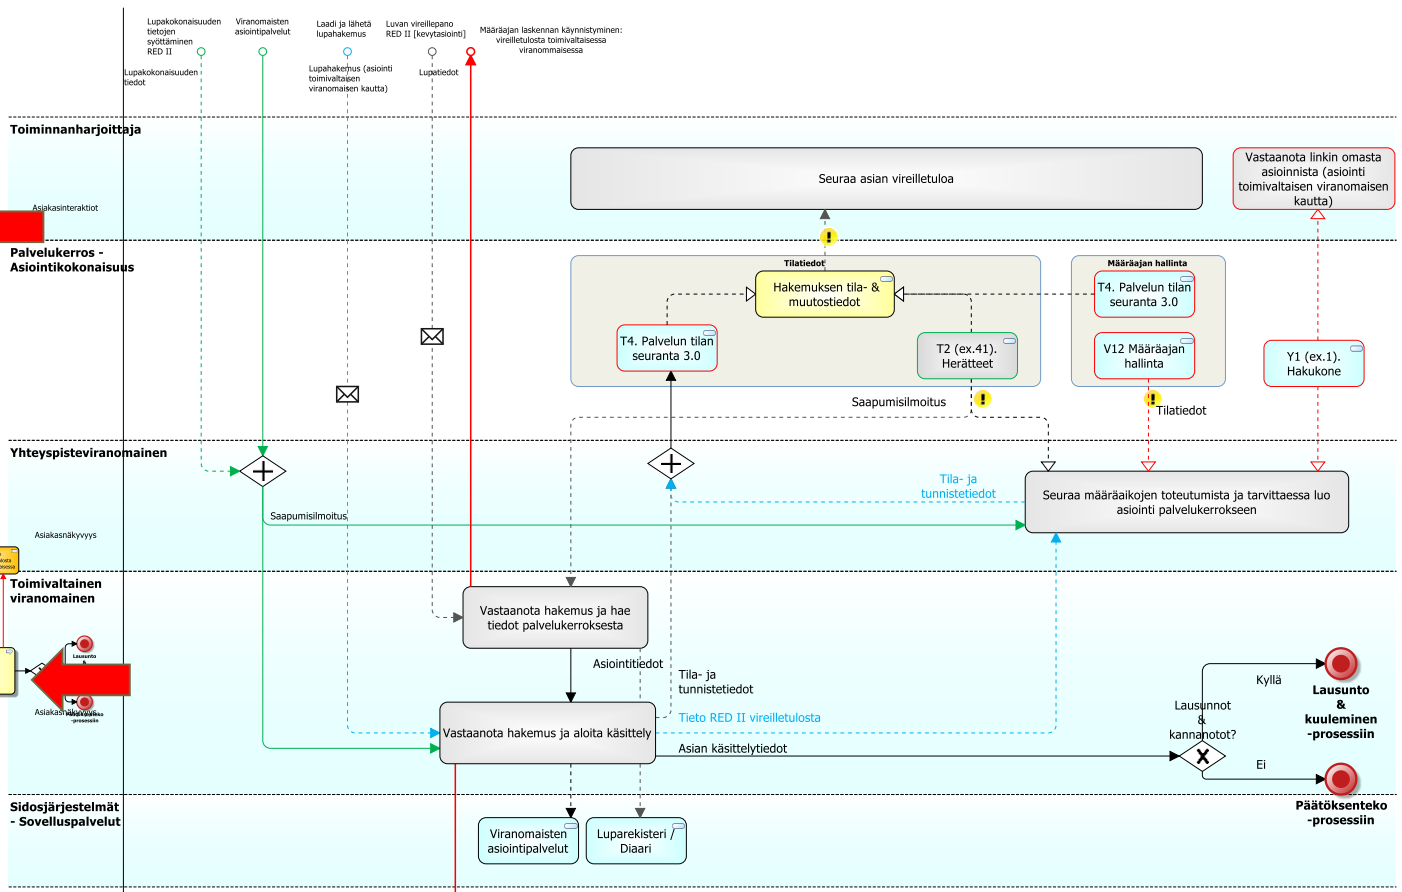 Lupakokonaisuuden
tietojen
syöttäminen
RED II
Viranomaisten
asiointipalvelut
Laadi ja lähetä
lupahakemus
Luvan vireillepano
RED II [kevytasiointi]
Määräajan laskennan käynnistyminen:
vireilletulosta toimivaltaisessa
viranommaisessa
Lupakokonaisuuden
tiedot
Lupahakemus (asiointi
toimivaltaisen
viranomaisen kautta)
Lupatiedot
Toiminnanharjoittaja
Seuraa asian vireilletuloa
Vastaanota linkin omasta
asioinnista (asiointi
toimivaltaisen viranomaisen
kautta)
Asiakasinteraktiot
Palvelukerros -
Asiointikokonaisuus
Tilatiedot
Hakemuksen tila- &
muutostiedot
Määräajan hallinta
T4. Palvelun tilan
seuranta 3.0
T4. Palvelun tilan
seuranta 3.0
T2 (ex.41).
Herätteet
V12 Määräajan
hallinta
Y1 (ex.1).
Hakukone
Saapumisilmoitus
Tilatiedot
Yhteyspisteviranomainen
Tila- ja
tunnistetiedot
Seuraa määräaikojen toteutumista ja tarvittaessa luo
asiointi palvelukerrokseen
Saapumisilmoitus
Asiakasnäkyvyys
Toimivaltainen
viranomainen
Vastaanota hakemus ja hae
tiedot palvelukerroksesta
Lausunto
&
Asiointitiedot
Tila- ja
tunnistetiedot
Kyllä
Lausunto
&
kuuleminen
-prosessiin
Lausunnot
&
kannanotot?
Asiakasnäkyvyys
-prosessiin
Tieto RED II vireilletulosta
Vastaanota hakemus ja aloita käsittely
Asian käsittelytiedot
Ei
Päätöksenteko
-prosessiin
Sidosjärjestelmät
- Sovelluspalvelut
Viranomaisten
asiointipalvelut
Luparekisteri /
Diaari